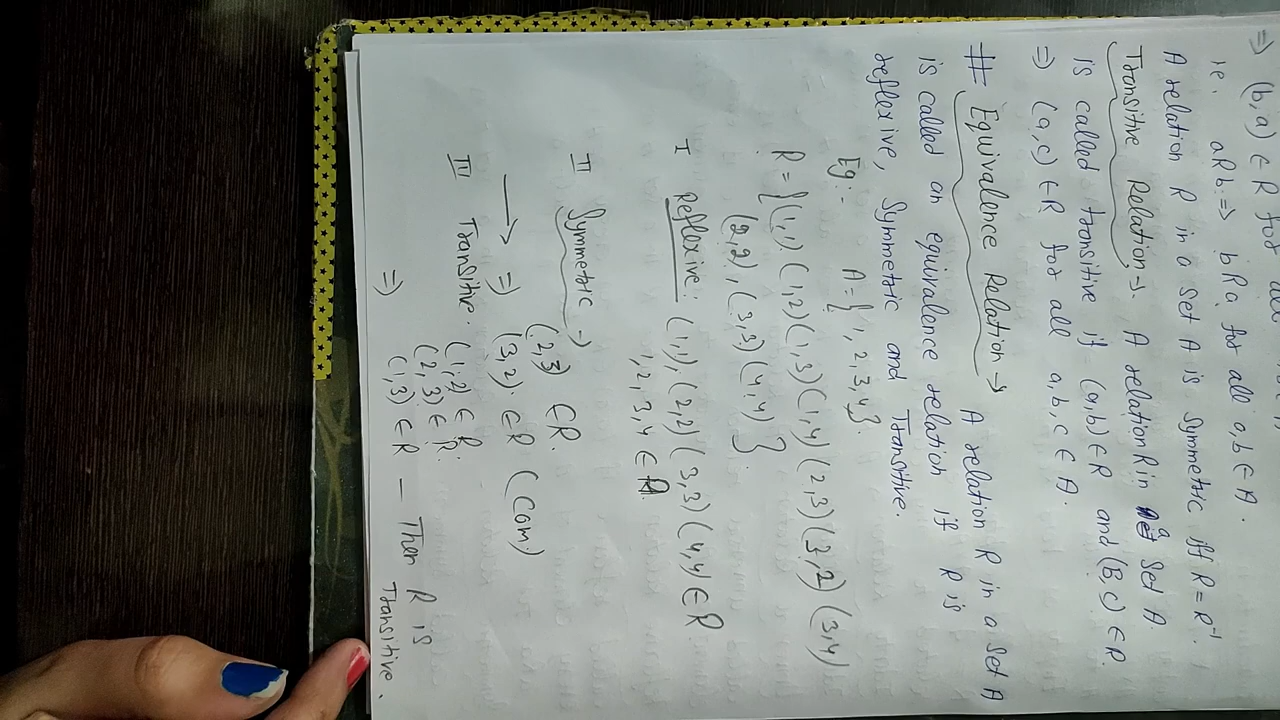 => (b,a) ∈ R for all
ie. aRb => bRa for all a,b ∈ A.
A relation R in a set A is symmetric iff R = R⁻¹.
Transitive Relation → A relation R in a set A
is called transitive if (a,b) ∈ R and (B,c) ∈ R
=> (a,c) ∈ R for all a,b,c ∈ A.
# Equivalence Relation → A relation R in a set A
is called an equivalence relation if R is
reflexive, Symmetric and Transitive.
Eg:- A = {1,2,3,4}.
R = {(1,1) (1,2) (1,3) (1,4) (2,3) (3,2) (3,4)
(2,2), (3,3) (4,4)}.
I Reflexive: (1,1), (2,2) (3,3) (4,4) ∈ R
1,2,3,4 ∈ A
II Symmetric → (2,3) ∈ R.
→ => (3,2) ∈ R (Com)
III Transitive. (1,2) ∈ R.
(2,3) ∈ R.
=> (1,3) ∈ R — Then R is
Transitive.